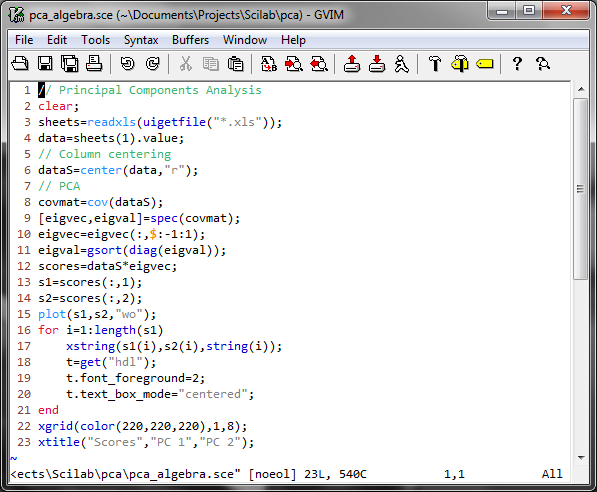 pca_algebra.sce (~\Documents\Projects\Scilab\pca) - GVIM
File Edit Tools Syntax Buffers Window Help
1 // Principal Components Analysis
2 clear;
3 sheets=readxls(uigetfile("*.xls"));
4 data=sheets(1).value;
5 // Column centering
6 dataS=center(data,"r");
7 // PCA
8 covmat=cov(dataS);
9 [eigvec,eigval]=spec(covmat);
10 eigvec=eigvec(:,$:-1:1);
11 eigval=gsort(diag(eigval));
12 scores=dataS*eigvec;
13 s1=scores(:,1);
14 s2=scores(:,2);
15 plot(s1,s2,"wo");
16 for i=1:length(s1)
17     xstring(s1(i),s2(i),string(i));
18     t=get("hdl");
19     t.font_foreground=2;
20     t.text_box_mode="centered";
21 end
22 xgrid(color(220,220,220),1,8);
23 xtitle("Scores","PC 1","PC 2");
~
<ects\Scilab\pca\pca_algebra.sce" [noeol] 23L, 540C 1,1 All